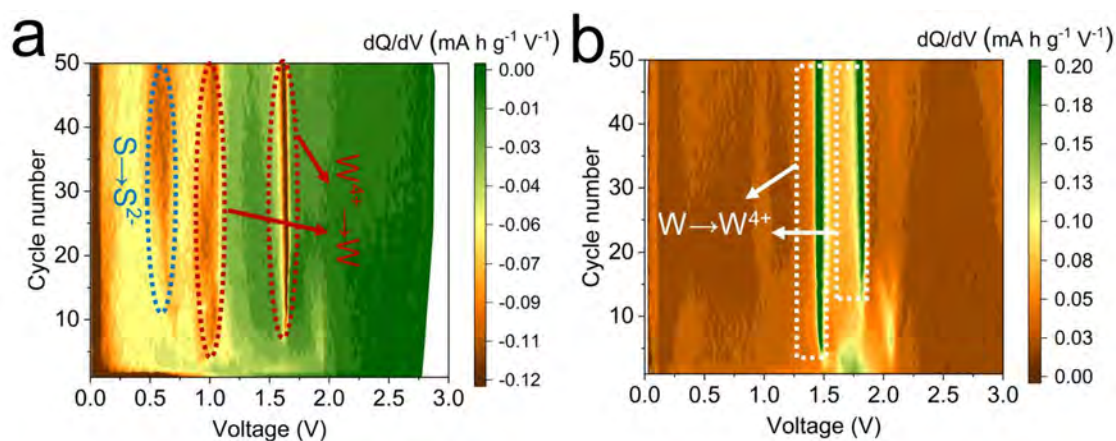 a
dQ/dV (mA h g⁻¹ V⁻¹)
50
40
30
20
10
Cycle number
S→S²⁻
W⁴⁺→W
0.00
-0.01
-0.03
-0.04
-0.06
-0.07
-0.09
-0.10
-0.12
0.0 0.5 1.0 1.5 2.0 2.5 3.0
Voltage (V)
b
dQ/dV (mA h g⁻¹ V⁻¹)
50
40
30
20
10
Cycle number
W→W⁴⁺
0.20
0.18
0.15
0.13
0.10
0.08
0.05
0.03
0.00
0.0 0.5 1.0 1.5 2.0 2.5 3.0
Voltage (V)